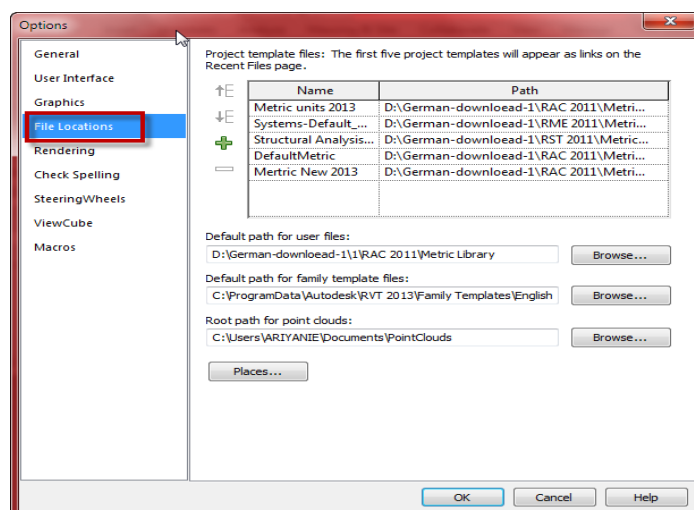 Options
General
User Interface
Graphics
File Locations
Rendering
Check Spelling
SteeringWheels
ViewCube
Macros
Project template files: The first five project templates will appear as links on the
Recent Files page.
Name Path
Metric units 2013 D:\German-downloead-1\RAC 2011\Metri...
Systems-Default_... D:\German-downloead-1\RME 2011\Metri...
Structural Analysis... D:\German-downloead-1\RST 2011\Metric...
DefaultMetric D:\German-downloead-1\RAC 2011\Metri...
Mertric New 2013 D:\German-downloead-1\RAC 2011\Metri...
Default path for user files:
D:\German-downloead-1\1\RAC 2011\Metric Library Browse...
Default path for family template files:
C:\ProgramData\Autodesk\RVT 2013\Family Templates\English Browse...
Root path for point clouds:
C:\Users\ARIYANIE\Documents\PointClouds Browse...
Places...
OK Cancel Help